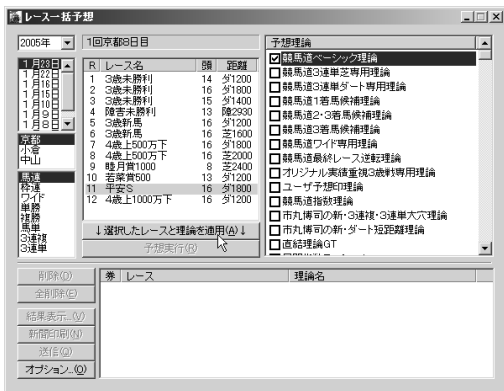 レース一括予想
2005年
1回京都8日目
予想理論
1月23日
1月22日
1月16日
1月15日
1月10日
1月9日
1月8日
京都
小倉
中山
馬連
枠連
ワイド
単勝
複勝
馬単
3連複
3連単
R レース名 頭 距離
1 3歳未勝利 14 ダ1200
2 3歳未勝利 16 ダ1800
3 3歳未勝利 15 ダ1400
4 障害未勝利 13 障2930
5 3歳新馬 16 ダ1200
6 3歳新馬 16 芝1600
7 4歳上500万下 16 ダ1800
8 4歳上500万下 16 芝2000
9 睦月賞1000 8 芝2400
10 若菜賞500 13 ダ1200
11 平安S 16 ダ1800
12 4歳上1000万下 16 ダ1200
↓選択したレースと理論を適用(A)↓
予想実行(R)
競馬道ベーシック理論
競馬道3連単芝専用理論
競馬道3連単ダート専用理論
競馬道1着馬候補理論
競馬道2・3着馬候補理論
競馬道3着馬候補理論
競馬道ワイド専用理論
競馬道最終レース逆転理論
オリジナル実績重視3歳戦専用理論
ユーザ予想印理論
競馬道指数理論
市丸博司の新・3連複・3連単大穴理論
市丸博司の新・ダート短距離理論
直結理論GT
削除(D)
全削除(E)
結果表示...(V)
新聞印刷(N)
送信(Q)
オプション...(O)
券 レース 理論名